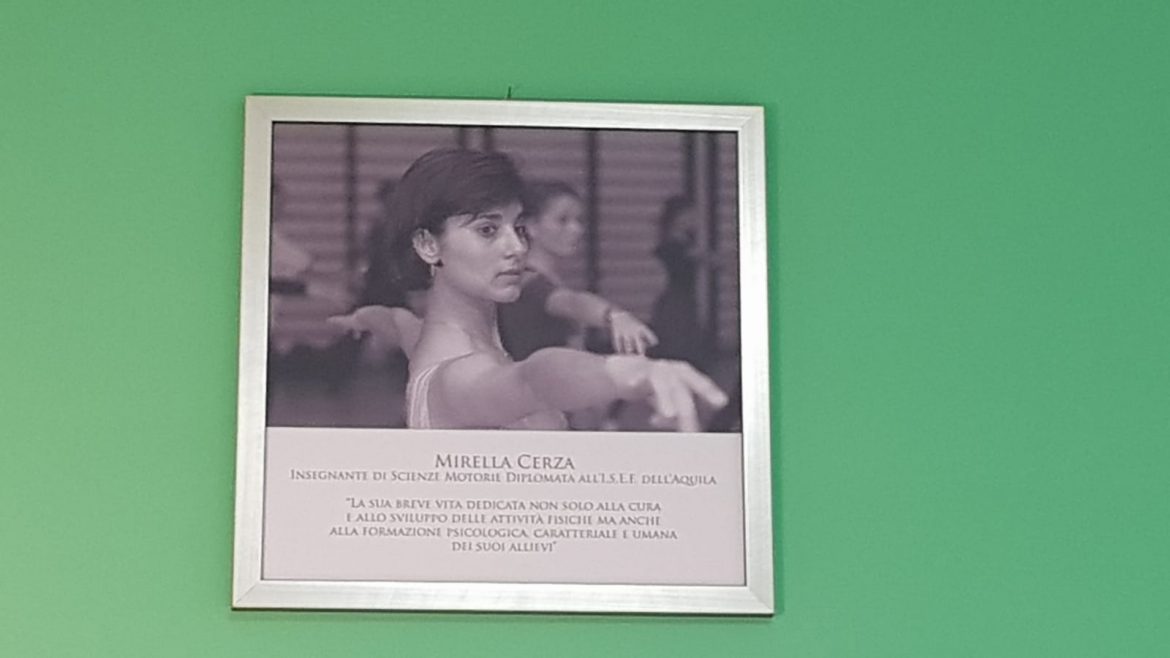 Mirella Cerza
Insegnante di Scienze Motorie Diplomata all'I.S.E.F. dell'Aquila
"La sua breve vita dedicata non solo alla cura
e allo sviluppo delle attività fisiche ma anche
alla formazione psicologica, caratteriale e umana
dei suoi allievi"